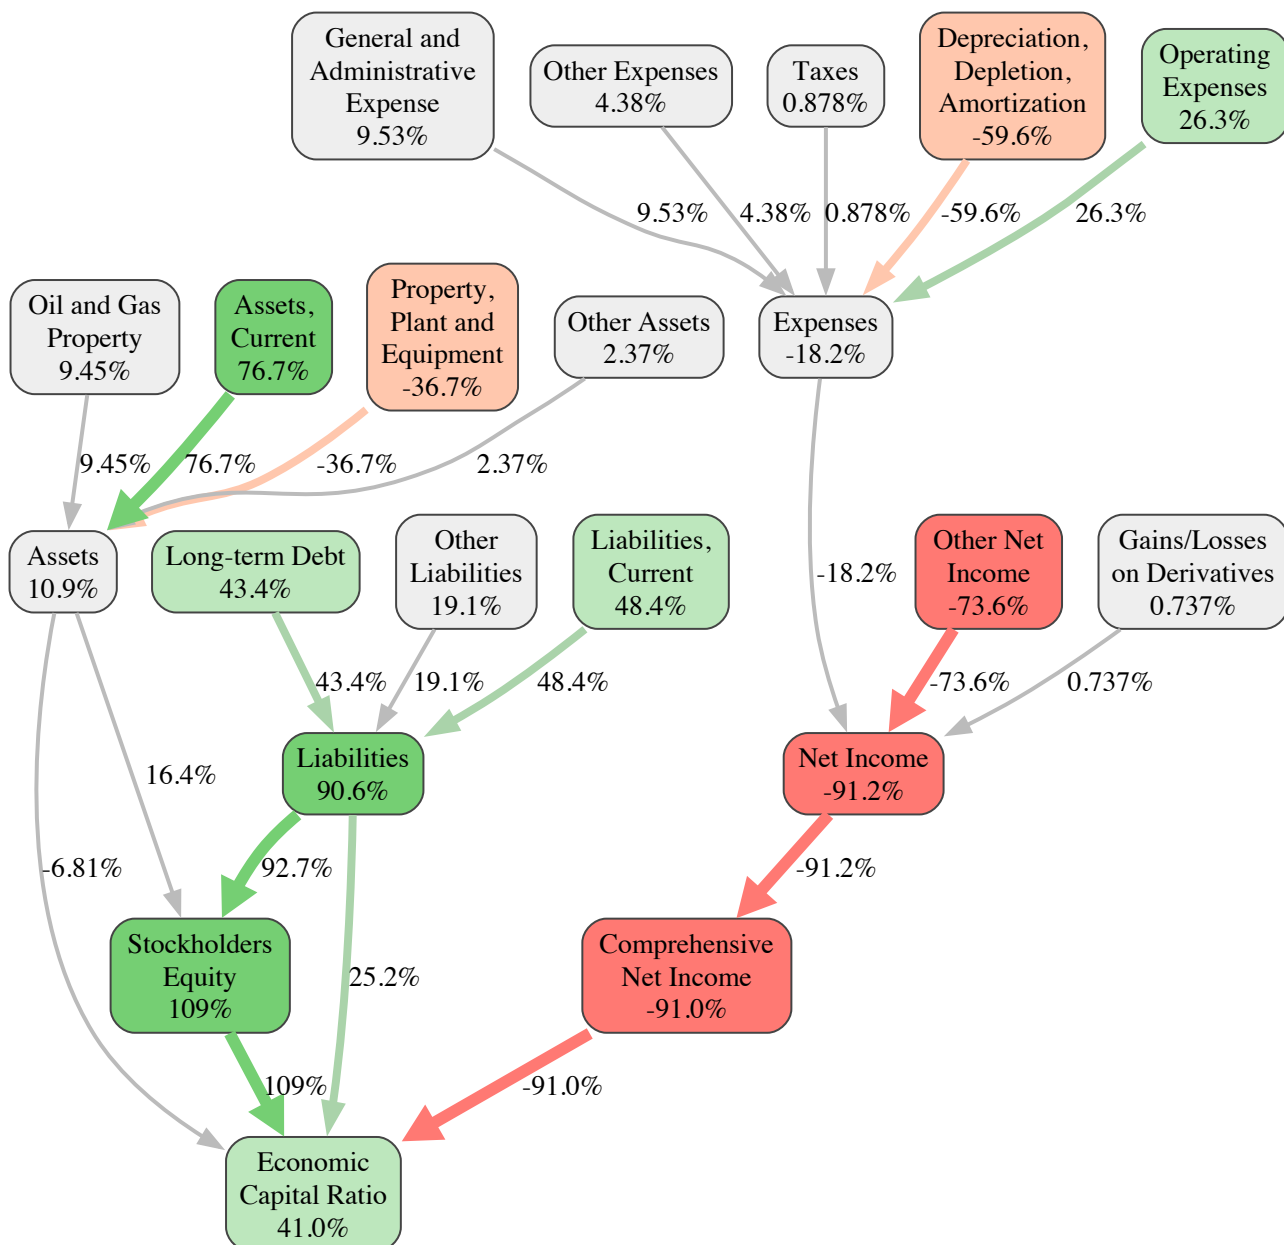 General and
Administrative
Expense
9.53%
Other Expenses
4.38%
Taxes
0.878%
Depreciation,
Depletion,
Amortization
-59.6%
Operating
Expenses
26.3%
9.53%
4.38%
0.878%
-59.6%
26.3%
Oil and Gas
Property
9.45%
Assets,
Current
76.7%
Property,
Plant and
Equipment
-36.7%
Other Assets
2.37%
Expenses
-18.2%
9.45%
76.7%
-36.7%
2.37%
Assets
10.9%
Long-term Debt
43.4%
Other
Liabilities
19.1%
Liabilities,
Current
48.4%
-18.2%
Other Net
Income
-73.6%
Gains/Losses
on Derivatives
0.737%
43.4%
19.1%
48.4%
-73.6%
0.737%
16.4%
Liabilities
90.6%
Net Income
-91.2%
-6.81%
92.7%
-91.2%
Stockholders
Equity
109%
25.2%
Comprehensive
Net Income
-91.0%
109%
-91.0%
Economic
Capital Ratio
41.0%